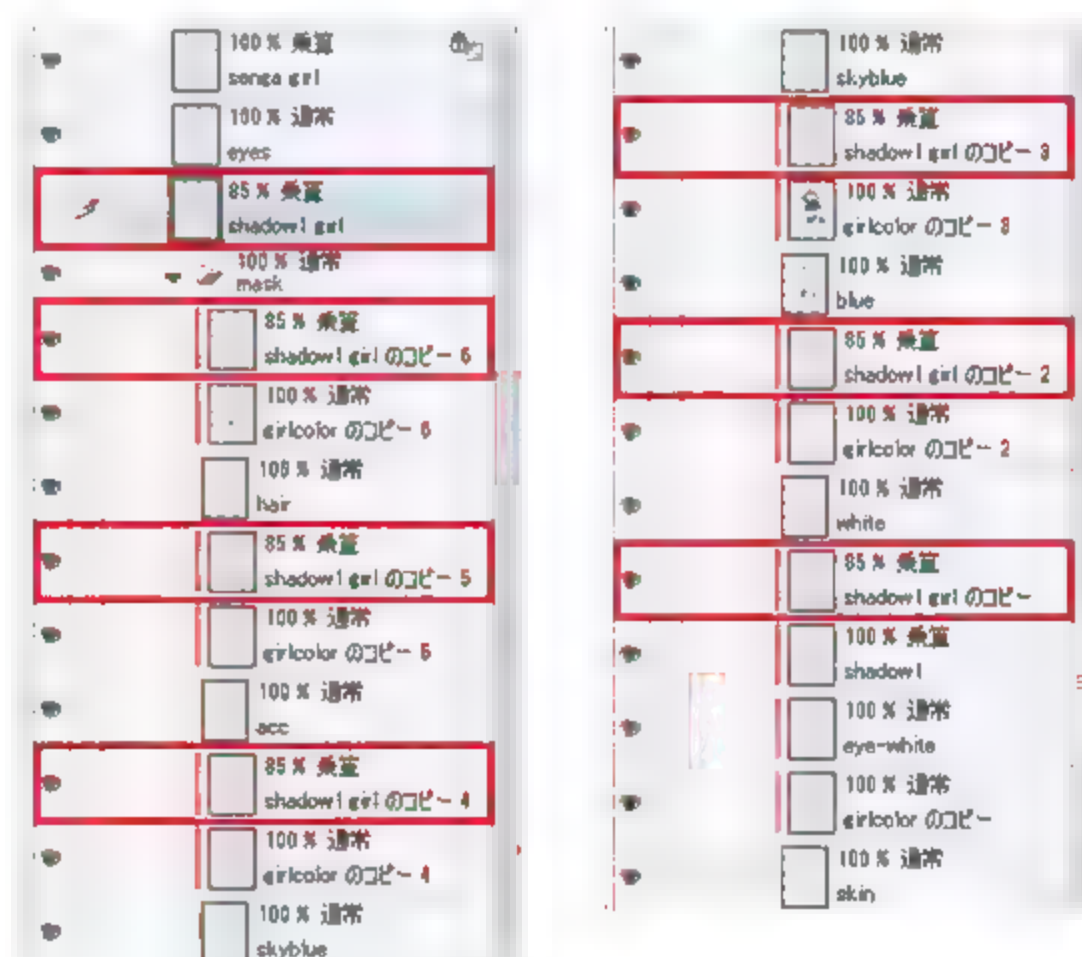 100 % 乗算
senga girl
100 % 通常
eyes
85 % 乗算
shadow1 girl
100 % 通常
mask
85 % 乗算
shadow1 girl のコピー 6
100 % 通常
girlcolor のコピー 6
100 % 通常
hair
85 % 乗算
shadow1 girl のコピー 5
100 % 通常
girlcolor のコピー 5
100 % 通常
acc
85 % 乗算
shadow1 girl のコピー 4
100 % 通常
girlcolor のコピー 4
100 % 通常
skyblue
100 % 通常
skyblue
85 % 乗算
shadow1 girl のコピー 3
100 % 通常
girlcolor のコピー 3
100 % 通常
blue
85 % 乗算
shadow1 girl のコピー 2
100 % 通常
girlcolor のコピー 2
100 % 通常
white
85 % 乗算
shadow1 girl のコピー
100 % 乗算
shadow1
100 % 通常
eye-white
100 % 通常
girlcolor のコピー
100 % 通常
skin